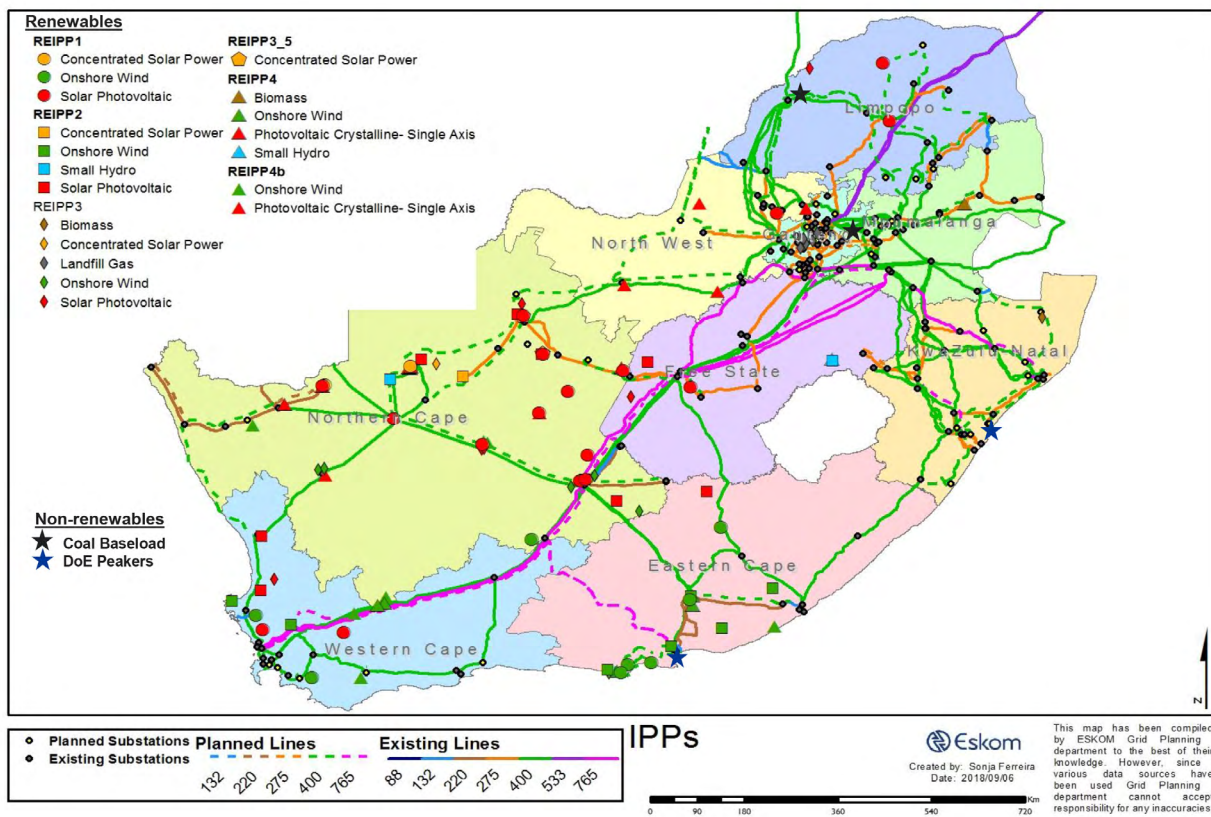 Renewables
REIPP1
Concentrated Solar Power
Onshore Wind
Solar Photovoltaic
REIPP2
Concentrated Solar Power
Onshore Wind
Small Hydro
Solar Photovoltaic
REIPP3
Biomass
Concentrated Solar Power
Landfill Gas
Onshore Wind
Solar Photovoltaic
REIPP3_5
Concentrated Solar Power
REIPP4
Biomass
Onshore Wind
Photovoltaic Crystalline- Single Axis
Small Hydro
REIPP4b
Onshore Wind
Photovoltaic Crystalline- Single Axis
Non-renewables
Coal Baseload
DoE Peakers
Limpopo
North West
Free State
KwaZulu Natal
Northern Cape
Eastern Cape
Western Cape
N
Planned Substations
Existing Substations
Planned Lines
132 220 275 400 765
Existing Lines
88 132 220 275 400 533 765
IPPs
Eskom
Created by: Sonja Ferreira
Date: 2018/09/06
Km
0 45 90 180 360 540 720
This map has been compiled
by ESKOM Grid Planning
department to the best of their
knowledge. However, since
various data sources have
been used Grid Planning
department cannot accept
responsibility for any inaccuracies